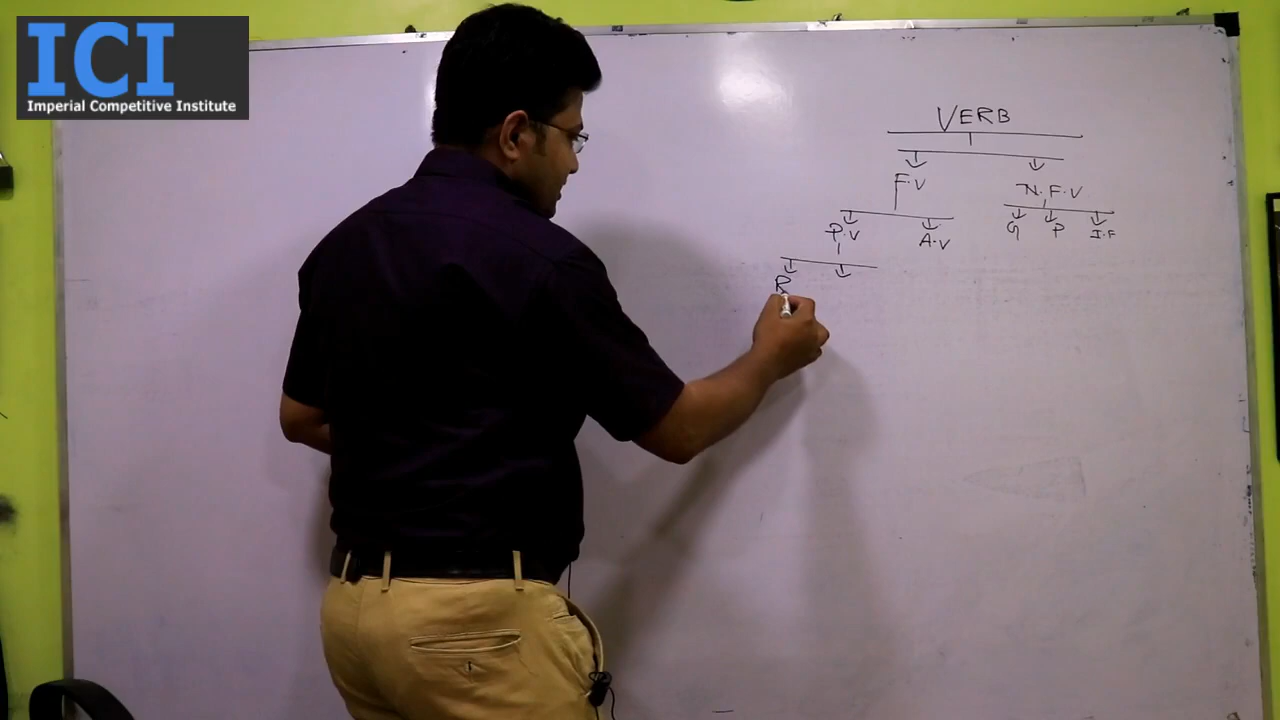 ICI
Imperial Competitive Institute
VERB
F.V N.F.V
P.V A.V G P I.F
R